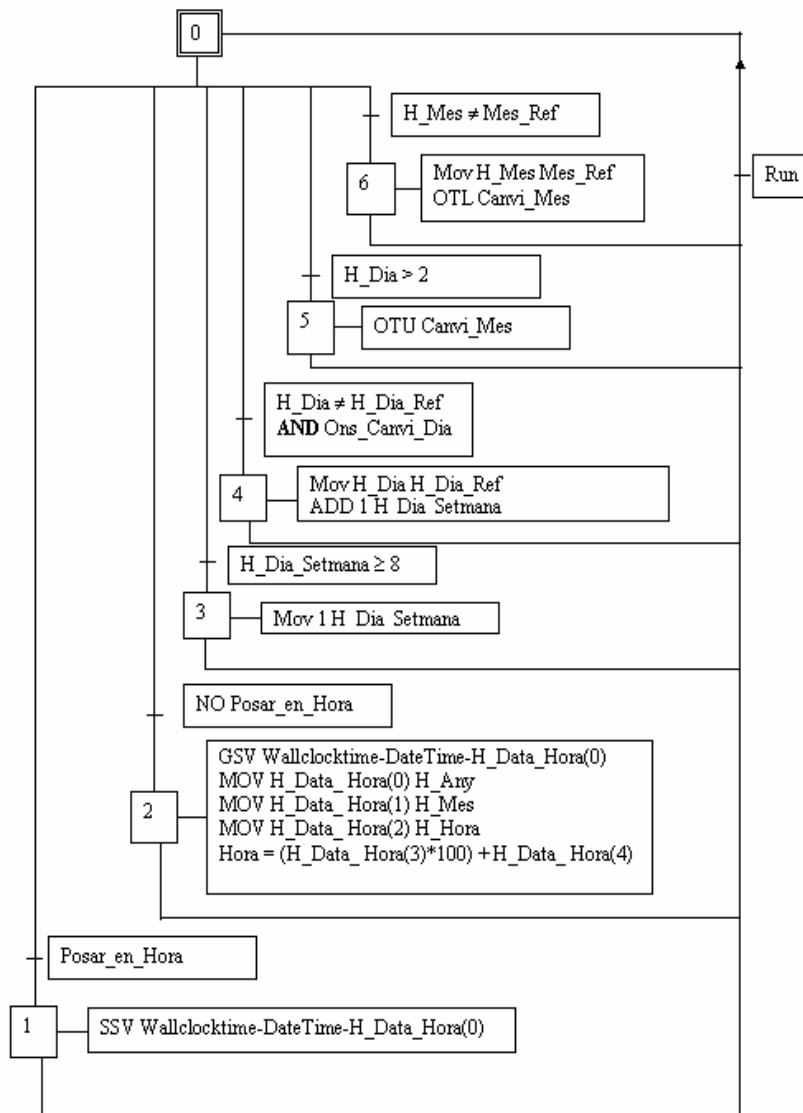 0
H_Mes ≠ Mes_Ref
6
Mov H_Mes Mes_Ref
OTL Canvi_Mes
Run
H_Dia > 2
5
OTU Canvi_Mes
H_Dia ≠ H_Dia_Ref
AND Ons_Canvi_Dia
4
Mov H_Dia H_Dia_Ref
ADD 1 H_Dia_Setmana
H_Dia_Setmana ≥ 8
3
Mov 1 H_Dia_Setmana
NO Posar_en_Hora
2
GSV Wallclocktime-DateTime-H_Data_Hora(0)
MOV H_Data_ Hora(0) H_Any
MOV H_Data_ Hora(1) H_Mes
MOV H_Data_ Hora(2) H_Hora
Hora = (H_Data_ Hora(3)*100) +H_Data_ Hora(4)
Posar_en_Hora
1
SSV Wallclocktime-DateTime-H_Data_Hora(0)